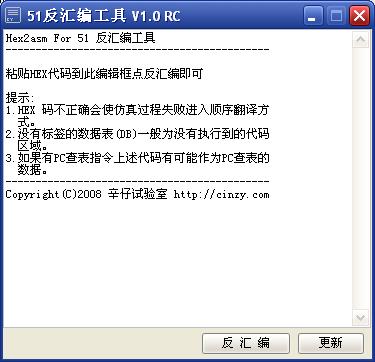 51反汇编工具 V1.0 RC
Hex2asm For 51 反汇编工具
--------------------------------------------
粘贴HEX代码到此编辑框点反汇编即可
提示:
1.HEX 码不正确会使仿真过程失败进入顺序翻译方
式。
2.没有标签的数据表(DB)一般为没有执行到的代码
区域。
3.如果有PC查表指令上述代码有可能作为PC查表的
数据。
--------------------------------------------
Copyright(C)2008 辛仔试验室 http://cinzy.com
反 汇 编
更新